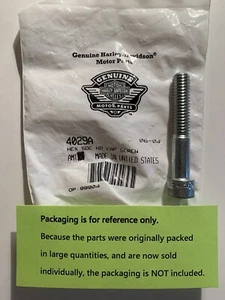 Genuine Harley-Davidson®
Motor Parts
GENUINE
HARLEY-DAVIDSON
MOTOR PARTS
4029A
06-04
HEX SOC HD CAP SCREW
MADE IN UNITED STATES
Packaging is for reference only.
Because the parts were originally packed
in large quantities, and are now sold
individually, the packaging is NOT included.